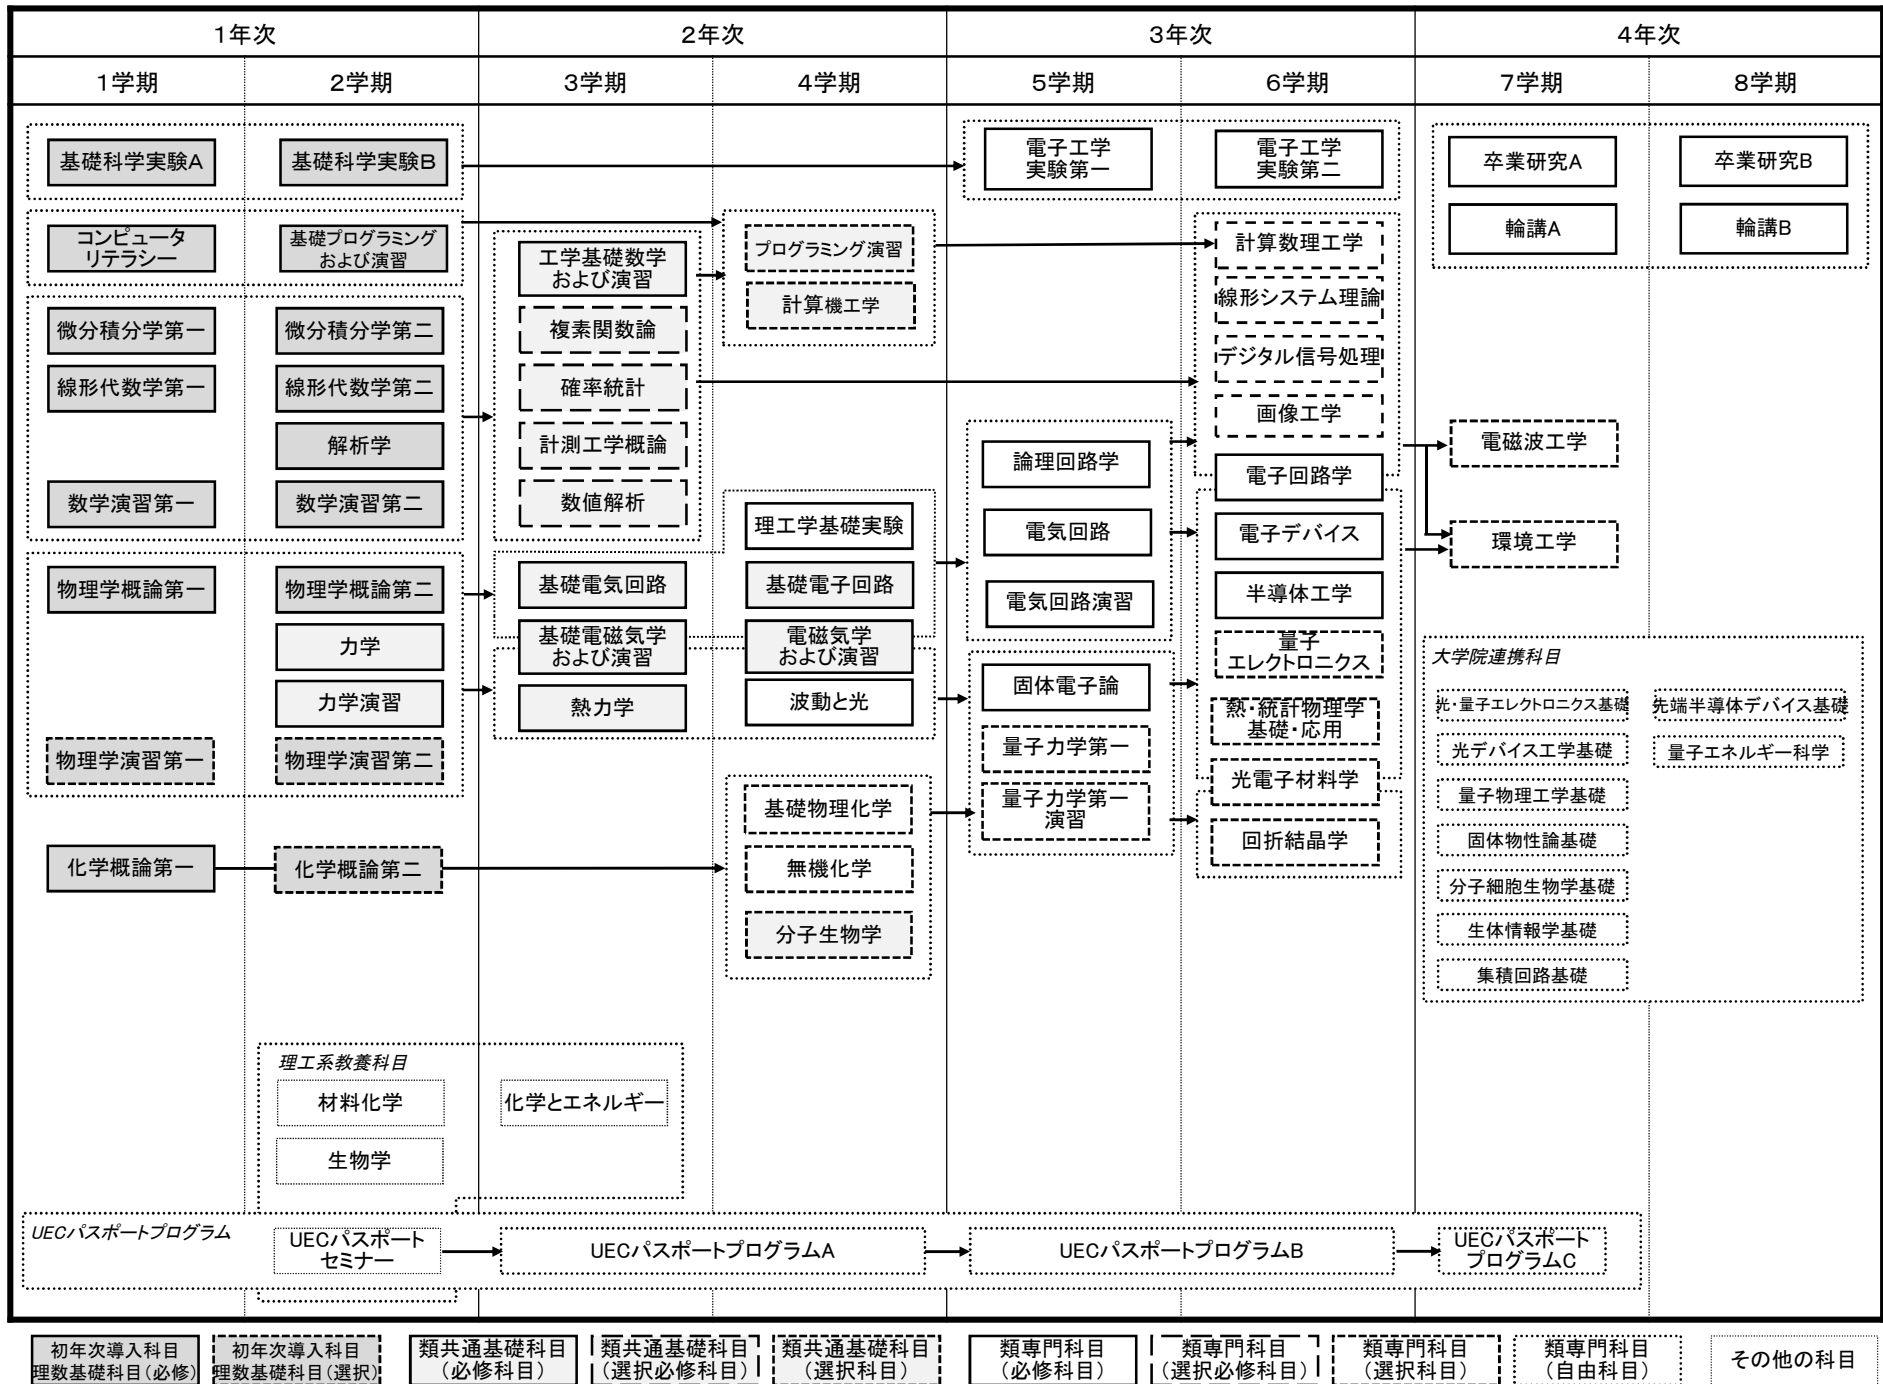 1年次
2年次
3年次
4年次
1学期
2学期
3学期
4学期
5学期
6学期
7学期
8学期
基礎科学実験A
基礎科学実験B
電子工学
実験第一
電子工学
実験第二
卒業研究A
卒業研究B
輪講A
輪講B
コンピュータ
リテラシー
基礎プログラミング
および演習
微分積分学第一
線形代数学第一
数学演習第一
微分積分学第二
線形代数学第二
解析学
数学演習第二
工学基礎数学
および演習
複素関数論
確率統計
計測工学概論
数値解析
プログラミング演習
計算機工学
計算数理工学
線形システム理論
デジタル信号処理
画像工学
電子回路学
電子デバイス
半導体工学
量子
エレクトロニクス
熱・統計物理学
基礎・応用
光電子材料学
回折結晶学
論理回路学
電気回路
電気回路演習
固体電子論
量子力学第一
量子力学第一
演習
電磁波工学
環境工学
物理学概論第一
物理学演習第一
物理学概論第二
力学
力学演習
物理学演習第二
基礎電気回路
基礎電磁気学
および演習
熱力学
理工学基礎実験
基礎電子回路
電磁気学
および演習
波動と光
化学概論第一
化学概論第二
基礎物理化学
無機化学
分子生物学
大学院連携科目
光・量子エレクトロニクス基礎
光デバイス工学基礎
量子物理工学基礎
固体物性論基礎
分子細胞生物学基礎
生体情報学基礎
集積回路基礎
先端半導体デバイス基礎
量子エネルギー科学
理工系教養科目
材料化学
生物学
化学とエネルギー
UECパスポートプログラム
UECパスポート
セミナー
UECパスポートプログラムA
UECパスポートプログラムB
UECパスポート
プログラムC
初年次導入科目
理数基礎科目(必修)
初年次導入科目
理数基礎科目(選択)
類共通基礎科目
(必修科目)
類共通基礎科目
(選択必修科目)
類共通基礎科目
(選択科目)
類専門科目
(必修科目)
類専門科目
(選択必修科目)
類専門科目
(選択科目)
類専門科目
(自由科目)
その他の科目